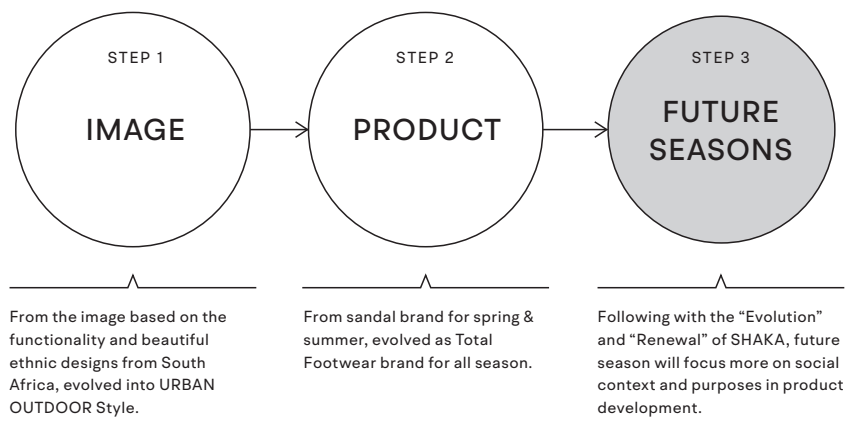 STEP 1
IMAGE
From the image based on the
functionality and beautiful
ethnic designs from South
Africa, evolved into URBAN
OUTDOOR Style.
STEP 2
PRODUCT
From sandal brand for spring &
summer, evolved as Total
Footwear brand for all season.
STEP 3
FUTURE
SEASONS
Following with the “Evolution”
and “Renewal” of SHAKA, future
season will focus more on social
context and purposes in product
development.